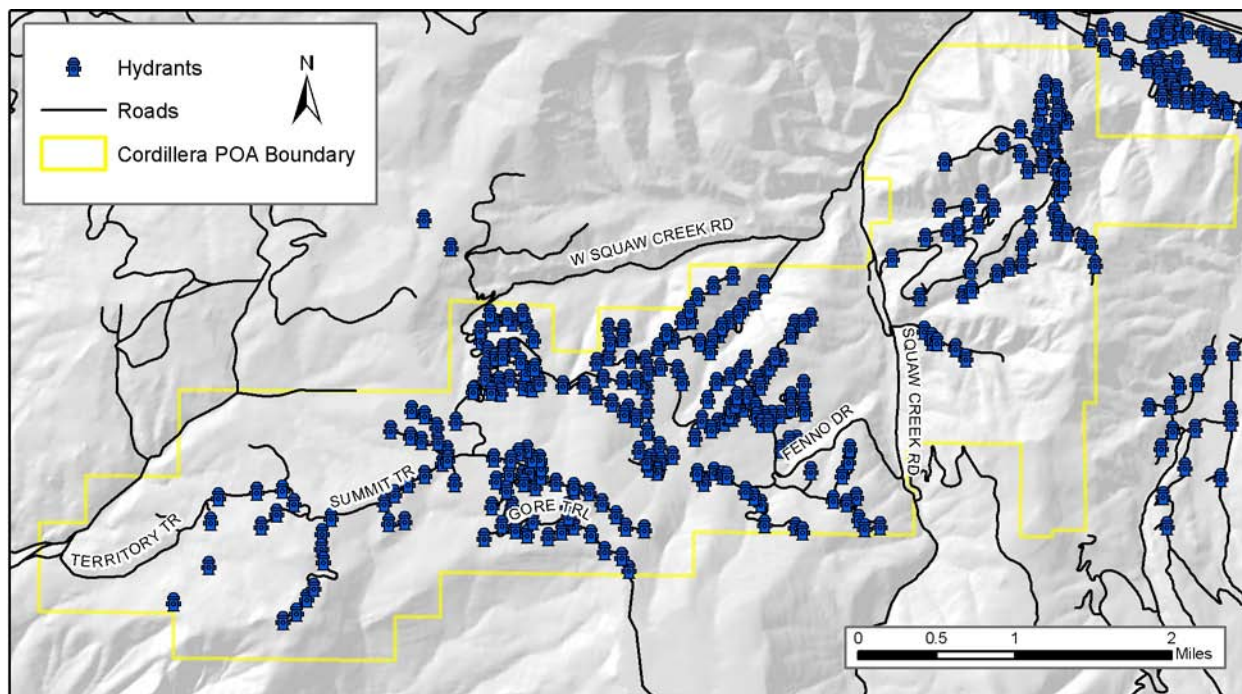 Hydrants
Roads
Cordillera POA Boundary
N
W SQUAW CREEK RD
SQUAW CREEK RD
FENNO DR
SUMMIT TR
GORE TRL
TERRITORY TR
0 0.5 1 2
Miles